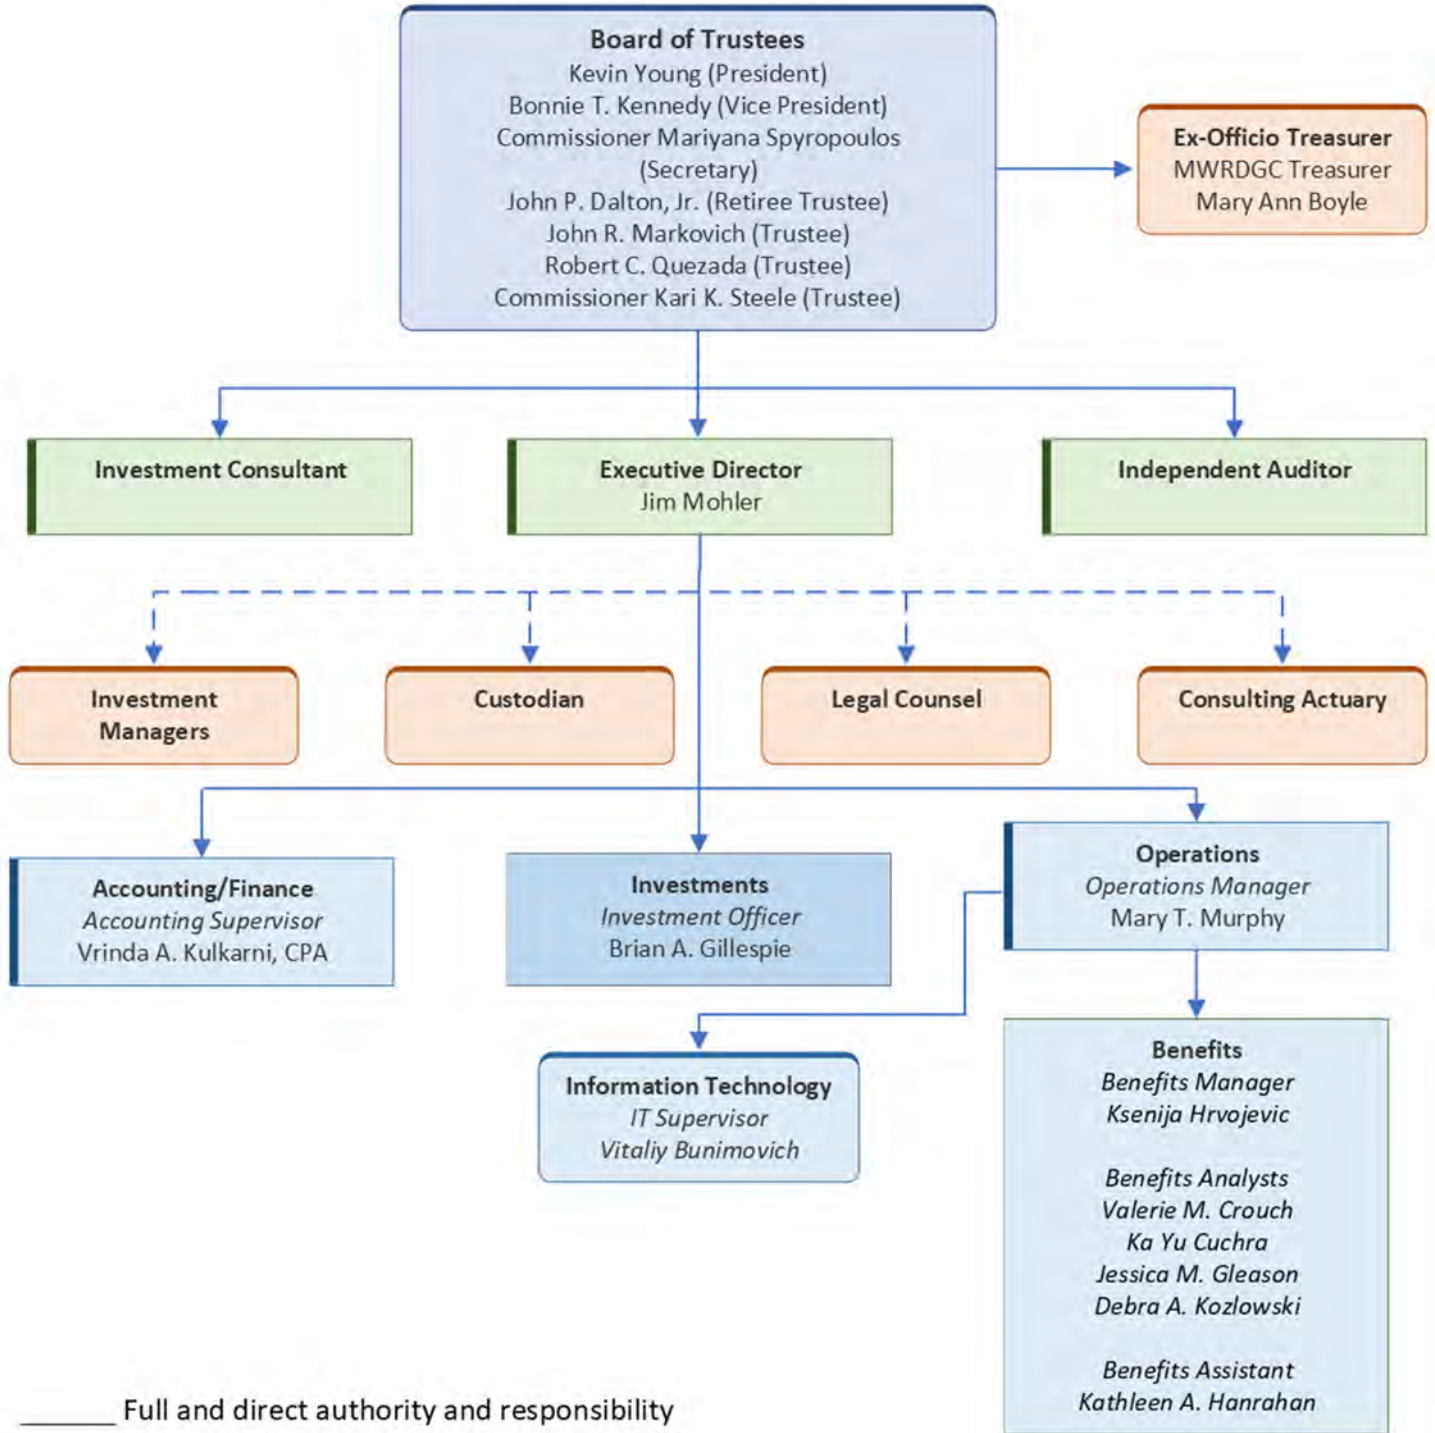 Board of Trustees
Kevin Young (President)
Bonnie T. Kennedy (Vice President)
Commissioner Mariyana Spyropoulos
(Secretary)
John P. Dalton, Jr. (Retiree Trustee)
John R. Markovich (Trustee)
Robert C. Quezada (Trustee)
Commissioner Kari K. Steele (Trustee)
Ex-Officio Treasurer
MWRDGC Treasurer
Mary Ann Boyle
Investment Consultant
Executive Director
Jim Mohler
Independent Auditor
Investment
Managers
Custodian
Legal Counsel
Consulting Actuary
Accounting/Finance
Accounting Supervisor
Vrinda A. Kulkarni, CPA
Investments
Investment Officer
Brian A. Gillespie
Operations
Operations Manager
Mary T. Murphy
Information Technology
IT Supervisor
Vitaliy Bunimovich
Benefits
Benefits Manager
Ksenija Hrvojevic
Benefits Analysts
Valerie M. Crouch
Ka Yu Cuchra
Jessica M. Gleason
Debra A. Kozlowski
Benefits Assistant
Kathleen A. Hanrahan
Full and direct authority and responsibility